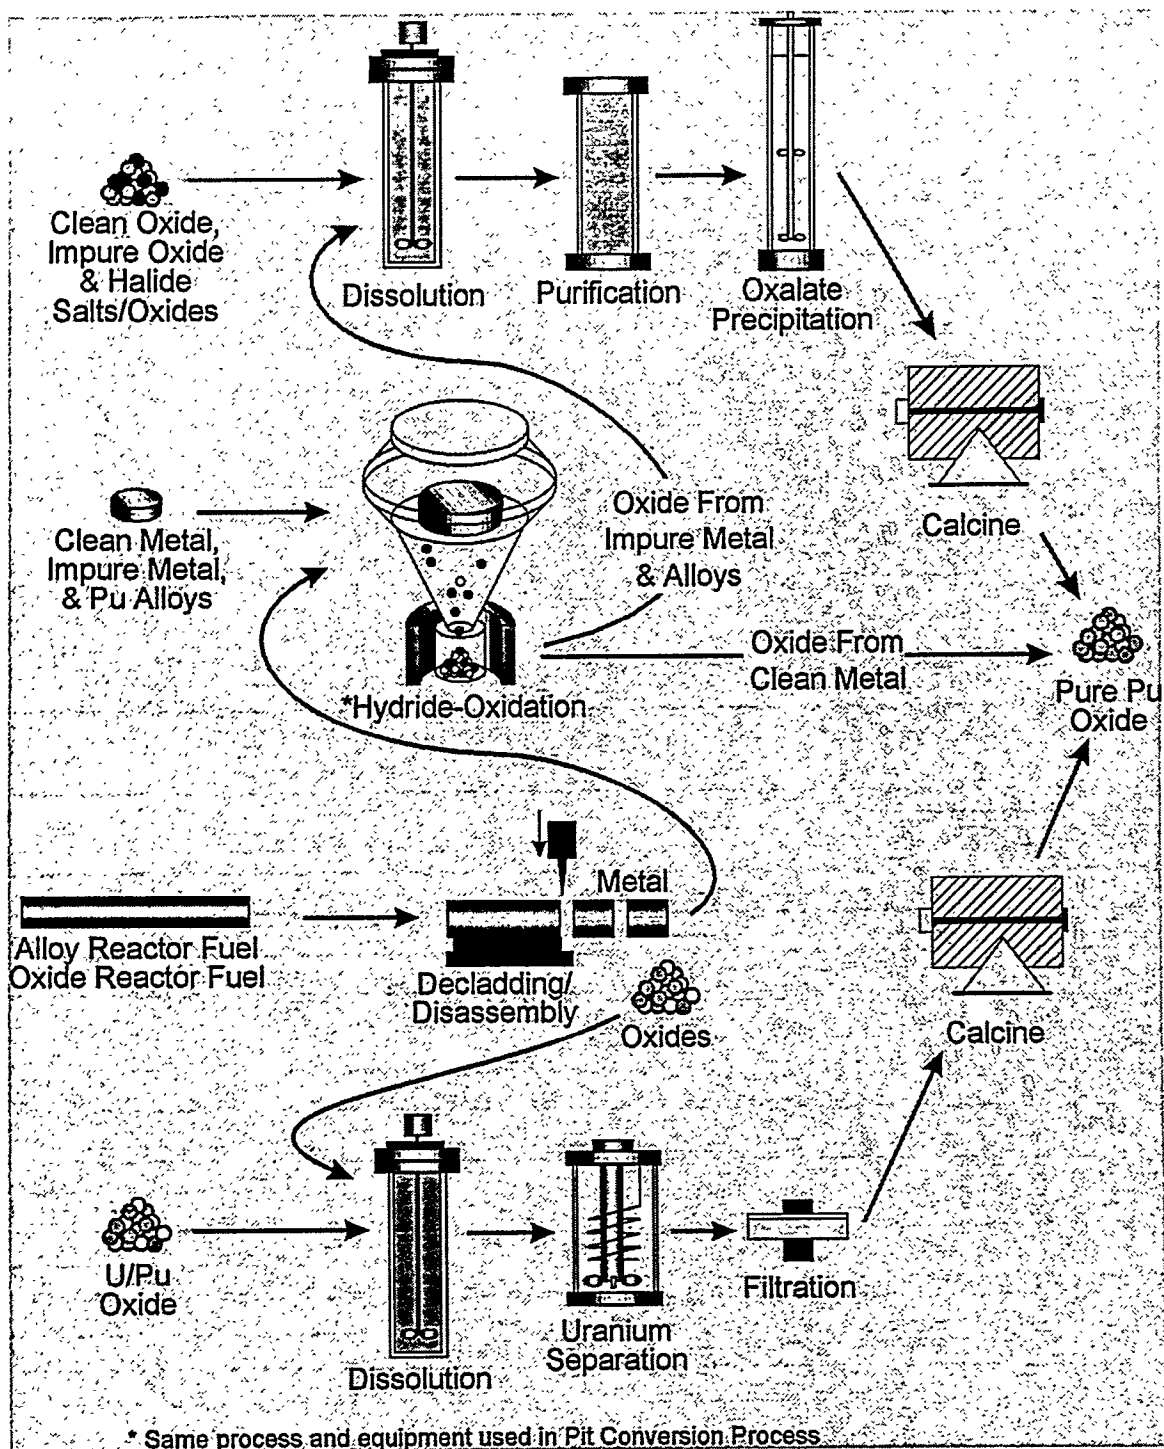 Clean Oxide,
Impure Oxide
& Halide
Salts/Oxides
Dissolution
Purification
Oxalate
Precipitation
Calcine
Clean Metal,
Impure Metal,
& Pu Alloys
*Hydride-Oxidation
Oxide From
Impure Metal
& Alloys
Oxide From
Clean Metal
Pure Pu
Oxide
Alloy Reactor Fuel
Oxide Reactor Fuel
Decladding/
Disassembly
Metal
Oxides
Calcine
U/Pu
Oxide
Dissolution
Uranium
Separation
Filtration
* Same process and equipment used in Pit Conversion Process